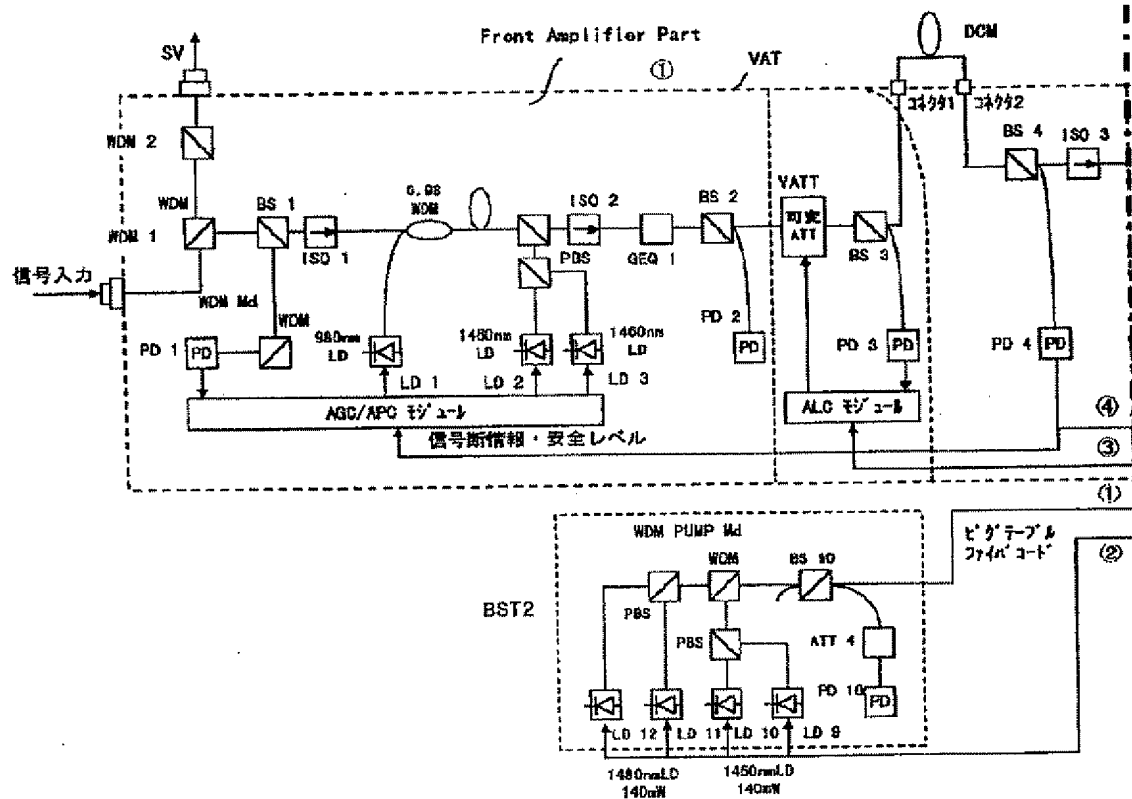 Front Amplifier Part
DCM
SV
VAT
①
コネクタ1
コネクタ2
WDM 2
BS 4
ISO 3
WDM
BS 1
0.98
WDM
ISO 2
BS 2
VATT
WDM 1
可変
ATT
ISO 1
PBS
GEQ 1
BS 3
信号入力
WDM Md
WDM
PD 1
PD
980nm
LD
1460nm
LD
PD 2
PD
PD 3
PD
PD 4
PD
LD 1
LD 2
LD 3
AGC/APC モジュール
ALC モジュール
④
信号断情報・安全レベル
③
①
WDM PUMP Md
ピグテーブル
ファイバコード
②
WDM
BST2
PBS
PBS
ATT 4
PD 10
PD
LD 12
LD 11
LD 10
LD 9
1480nmLD
140mW
1450nmLD
140mW